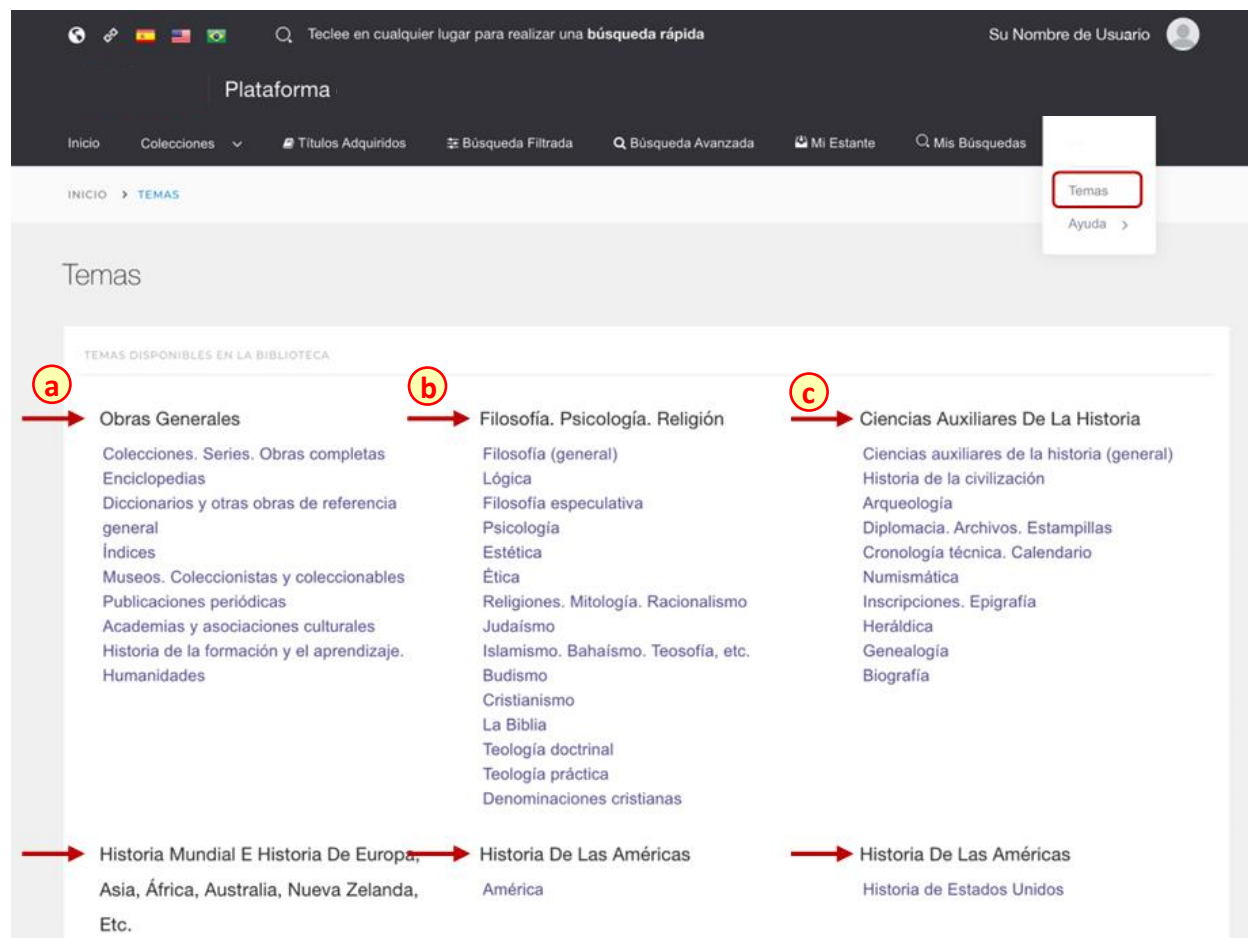 Teclee en cualquier lugar para realizar una búsqueda rápida
Su Nombre de Usuario
Plataforma
Inicio
Colecciones
Títulos Adquiridos
Búsqueda Filtrada
Búsqueda Avanzada
Mi Estante
Mis Búsquedas
INICIO > TEMAS
Temas
Ayuda >
Temas
TEMAS DISPONIBLES EN LA BIBLIOTECA
a
Obras Generales
Colecciones. Series. Obras completas
Enciclopedias
Diccionarios y otras obras de referencia
general
Índices
Museos. Coleccionistas y coleccionables
Publicaciones periódicas
Academias y asociaciones culturales
Historia de la formación y el aprendizaje.
Humanidades
b
Filosofía. Psicología. Religión
Filosofía (general)
Lógica
Filosofía especulativa
Psicología
Estética
Ética
Religiones. Mitología. Racionalismo
Judaísmo
Islamismo. Bahaísmo. Teosofía, etc.
Budismo
Cristianismo
La Biblia
Teología doctrinal
Teología práctica
Denominaciones cristianas
c
Ciencias Auxiliares De La Historia
Ciencias auxiliares de la historia (general)
Historia de la civilización
Arqueología
Diplomacia. Archivos. Estampillas
Cronología técnica. Calendario
Numismática
Inscripciones. Epigrafía
Heráldica
Genealogía
Biografía
Historia Mundial E Historia De Europa,
Asia, África, Australia, Nueva Zelanda,
Etc.
Historia De Las Américas
América
Historia De Las Américas
Historia de Estados Unidos